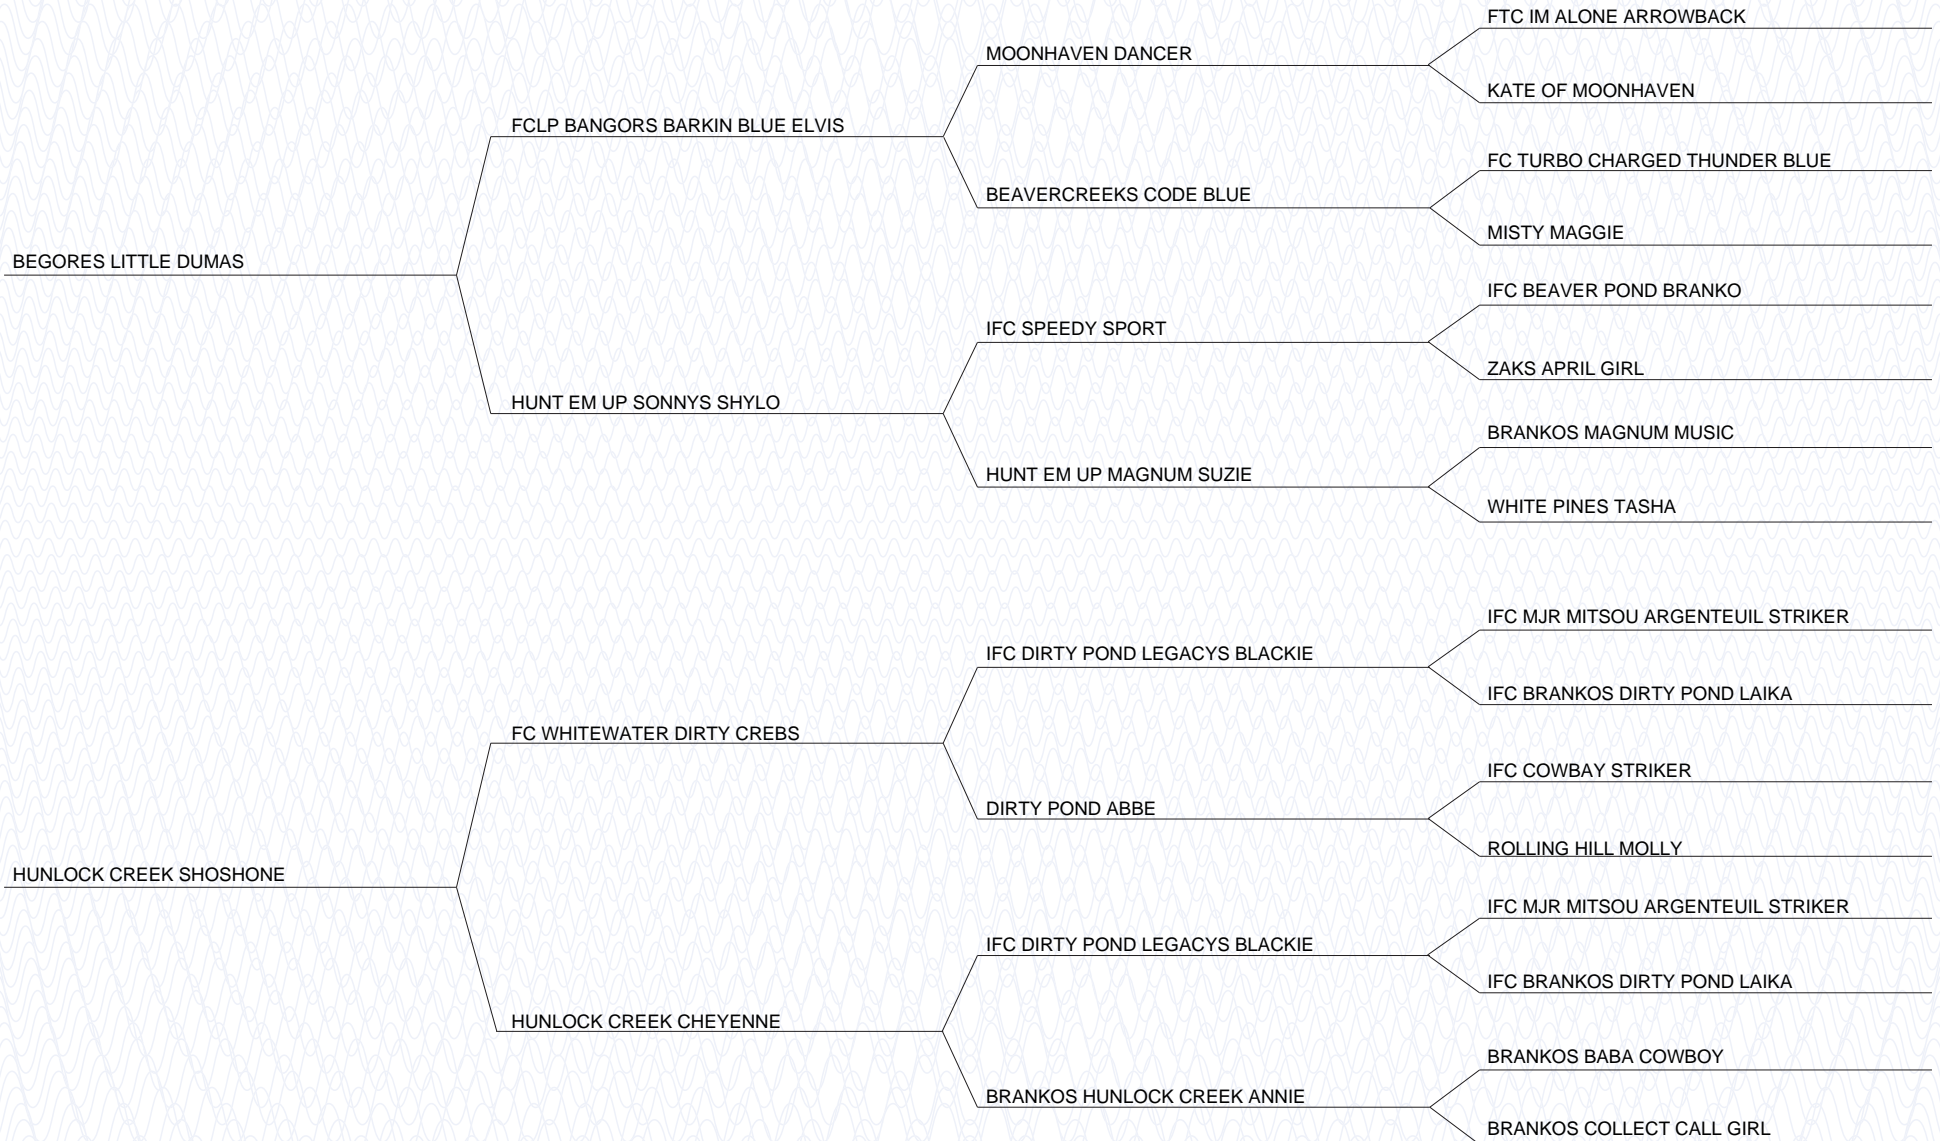 FTC IM ALONE ARROWBACK
MOONHAVEN DANCER
KATE OF MOONHAVEN
FCLP BANGORS BARKIN BLUE ELVIS
FC TURBO CHARGED THUNDER BLUE
BEAVERCREEKS CODE BLUE
MISTY MAGGIE
BEGORES LITTLE DUMAS
IFC BEAVER POND BRANKO
IFC SPEEDY SPORT
ZAKS APRIL GIRL
HUNT EM UP SONNYS SHYLO
BRANKOS MAGNUM MUSIC
HUNT EM UP MAGNUM SUZIE
WHITE PINES TASHA
IFC MJR MITSOU ARGENTEUIL STRIKER
IFC DIRTY POND LEGACYS BLACKIE
IFC BRANKOS DIRTY POND LAIKA
FC WHITEWATER DIRTY CREBS
IFC COWBAY STRIKER
DIRTY POND ABBE
ROLLING HILL MOLLY
HUNLOCK CREEK SHOSHONE
IFC MJR MITSOU ARGENTEUIL STRIKER
IFC DIRTY POND LEGACYS BLACKIE
IFC BRANKOS DIRTY POND LAIKA
HUNLOCK CREEK CHEYENNE
BRANKOS BABA COWBOY
BRANKOS HUNLOCK CREEK ANNIE
BRANKOS COLLECT CALL GIRL